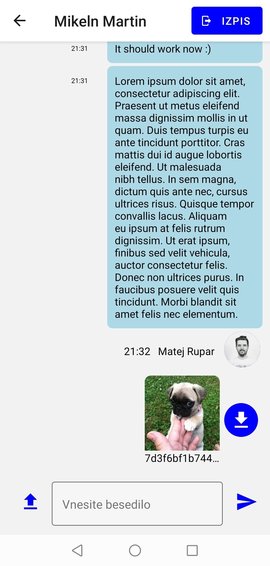 Mikeln Martin
IZPIS
21:31
It should work now :)
21:31
Lorem ipsum dolor sit amet,
consectetur adipiscing elit.
Praesent ut metus eleifend
massa dignissim mollis in ut
quam. Duis tempus turpis eu
ante tincidunt porttitor. Cras
mattis dui id augue lobortis
eleifend. Ut malesuada
nibh tellus. In sem magna,
dictum quis ante nec, cursus
ultrices risus. Quisque tempor
convallis lacus. Aliquam
eu ipsum at felis rutrum
dignissim. Ut erat ipsum,
finibus sed velit vehicula,
auctor consectetur felis.
Donec non ultrices purus. In
faucibus posuere velit quis
tincidunt. Morbi blandit sit
amet felis nec elementum.
21:32 Matej Rupar
7d3f6bf1b744...
Vnesite besedilo